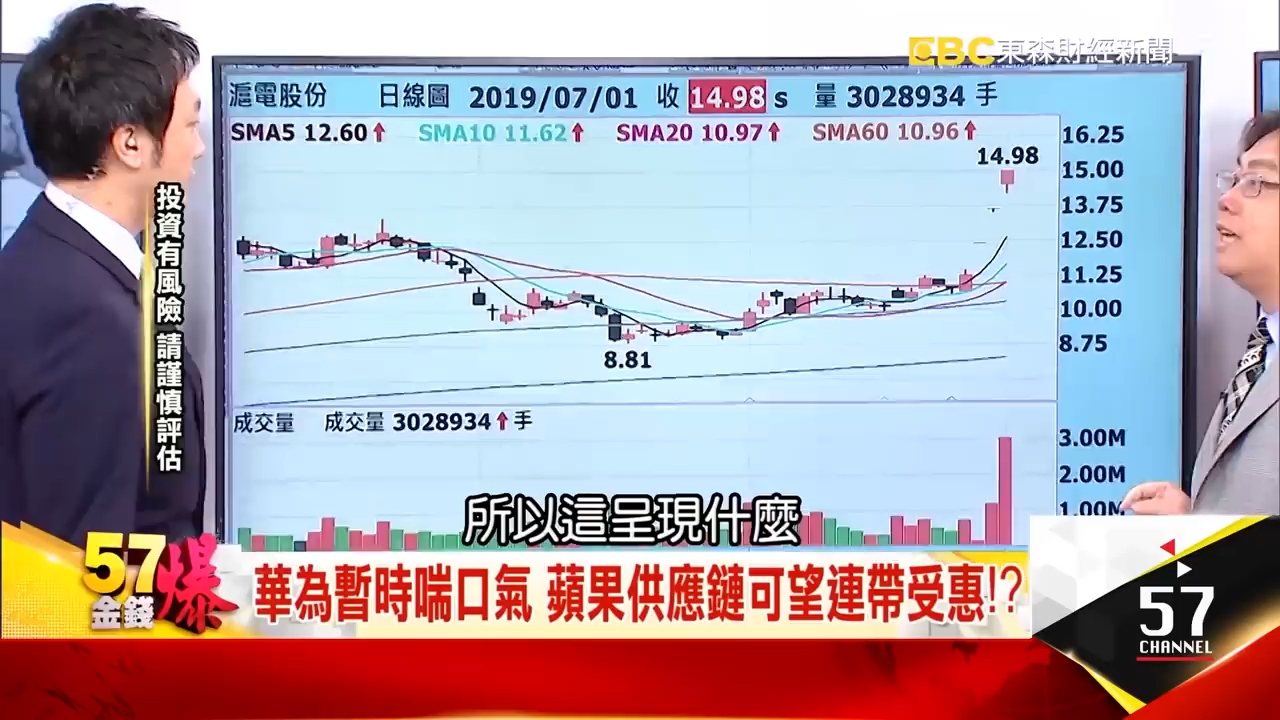 EBC 東森財經新聞
滬電股份 日線圖 2019/07/01 收 14.98 s 量 3028934 手
SMA5 12.60↑ SMA10 11.62↑ SMA20 10.97↑ SMA60 10.96↑
16.25
14.98
15.00
13.75
12.50
11.25
10.00
8.75
8.81
投資有風險 請謹慎評估
成交量 成交量 3028934↑手
3.00M
2.00M
1.00M
所以這呈現什麼
57金錢爆
華為暫時喘口氣 蘋果供應鏈可望連帶受惠!?
57
CHANNEL